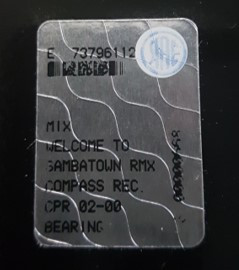 E 73796112
MIX
WELCOME TO
SAMBATOWN RMX
COMPASS REC.
CPR 02-00
BEARING